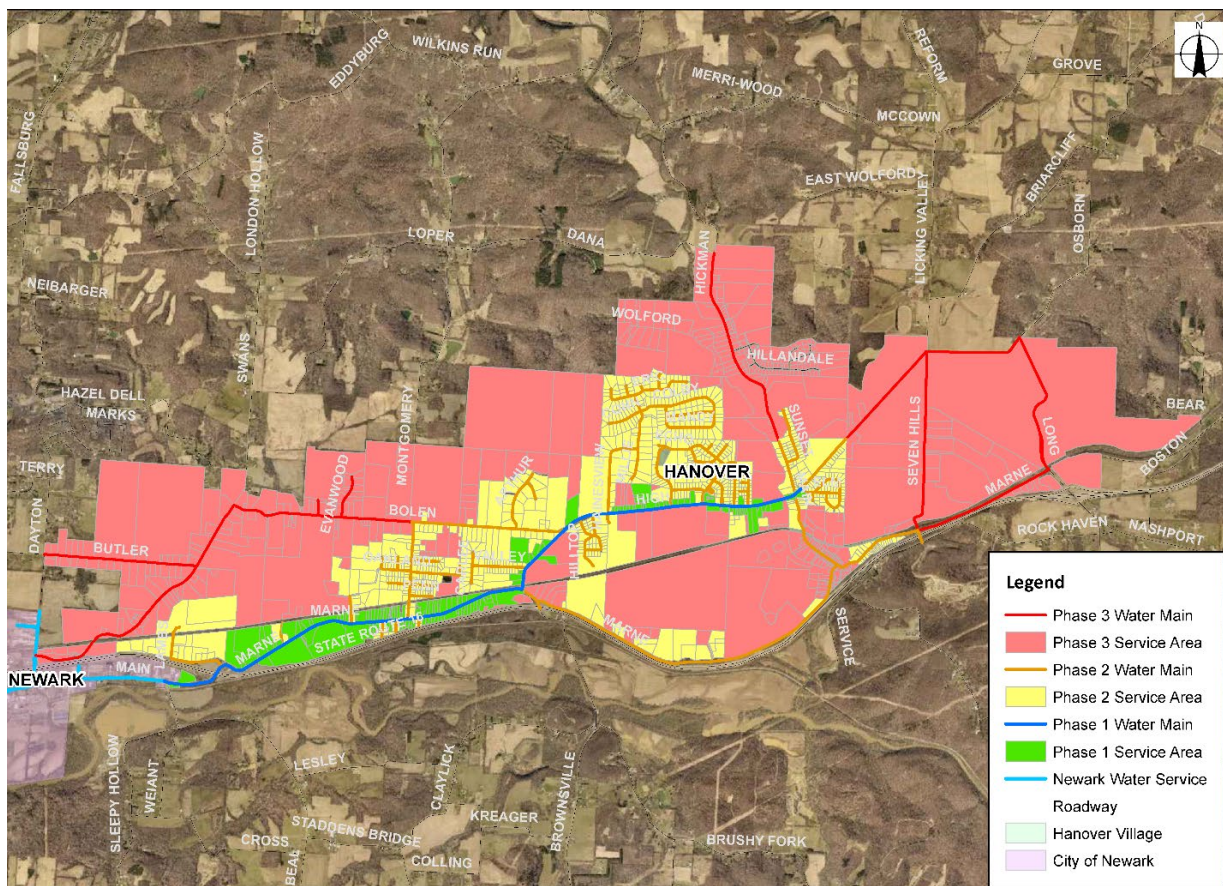 N
WILKINS RUN
EDDYBURG
REFORM
GROVE
MERRI-WOOD
MCCOWN
FALLSBURG
LONDON HOLLOW
BRIARCLIFF
EAST WOLFORD
LICKING VALLEY
OSBORN
LOPER
DANA
HICKMAN
NEIBARGER
WOLFORD
SWANS
HILLANDALE
HAZEL DELL
MARKS
MONTGOMERY
BEAR
SUNSET
LONG
BOSTON
TERRY
EVANWOOD
ARTHUR
HANOVER
SEVEN HILLS
MARNE
DAYTON
BOLEN
HIGH
ROCK HAVEN
NASHPORT
BUTLER
HILLTOP
MARNE
STATE ROUTE 16
MARNE
MARNE
SERVICE
MAIN
NEWARK
SLEEPY HOLLOW
WEIANT
LESLEY
CLAYLICK
BROWNSVILLE
KREAGER
STADDENS BRIDGE
CROSS
BEAL
COLLING
BRUSHY FORK
Legend
Phase 3 Water Main
Phase 3 Service Area
Phase 2 Water Main
Phase 2 Service Area
Phase 1 Water Main
Phase 1 Service Area
Newark Water Service
Roadway
Hanover Village
City of Newark